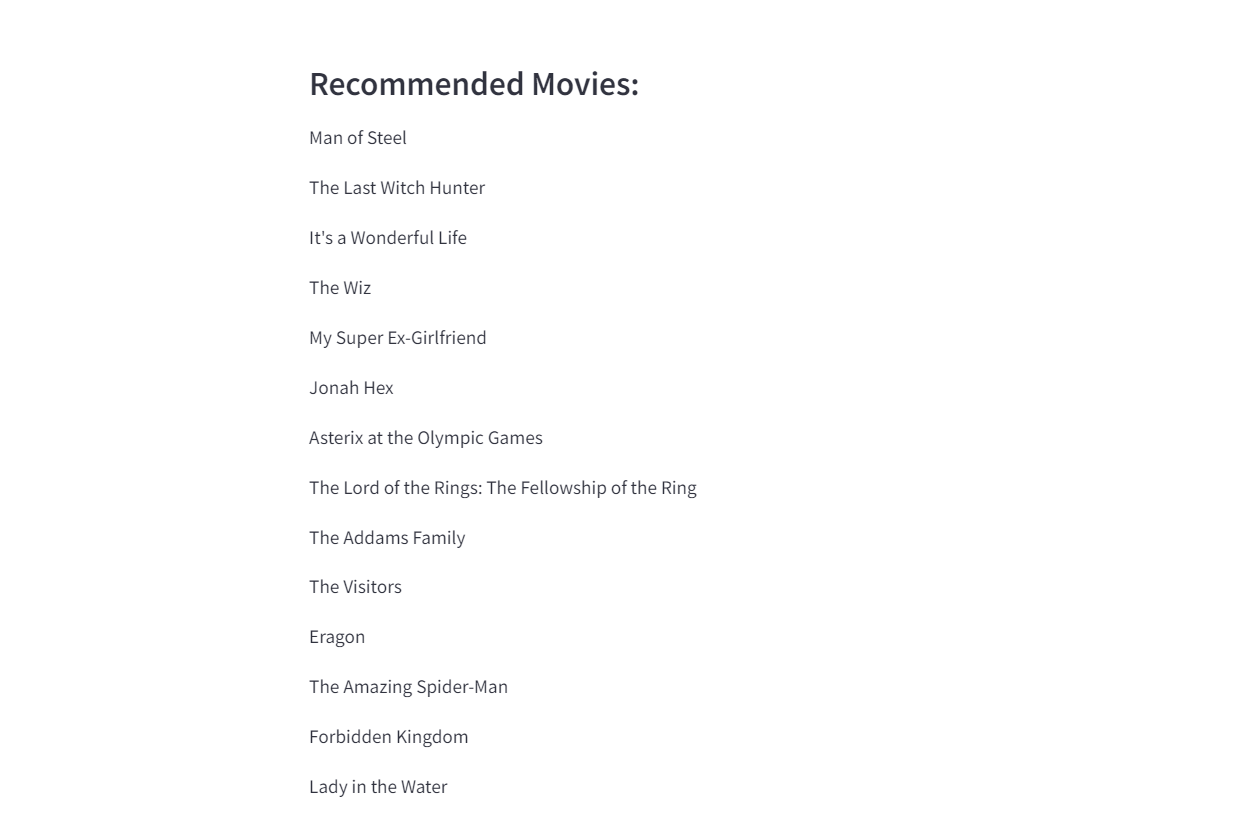 Recommended Movies:
Man of Steel
The Last Witch Hunter
It's a Wonderful Life
The Wiz
My Super Ex-Girlfriend
Jonah Hex
Asterix at the Olympic Games
The Lord of the Rings: The Fellowship of the Ring
The Addams Family
The Visitors
Eragon
The Amazing Spider-Man
Forbidden Kingdom
Lady in the Water